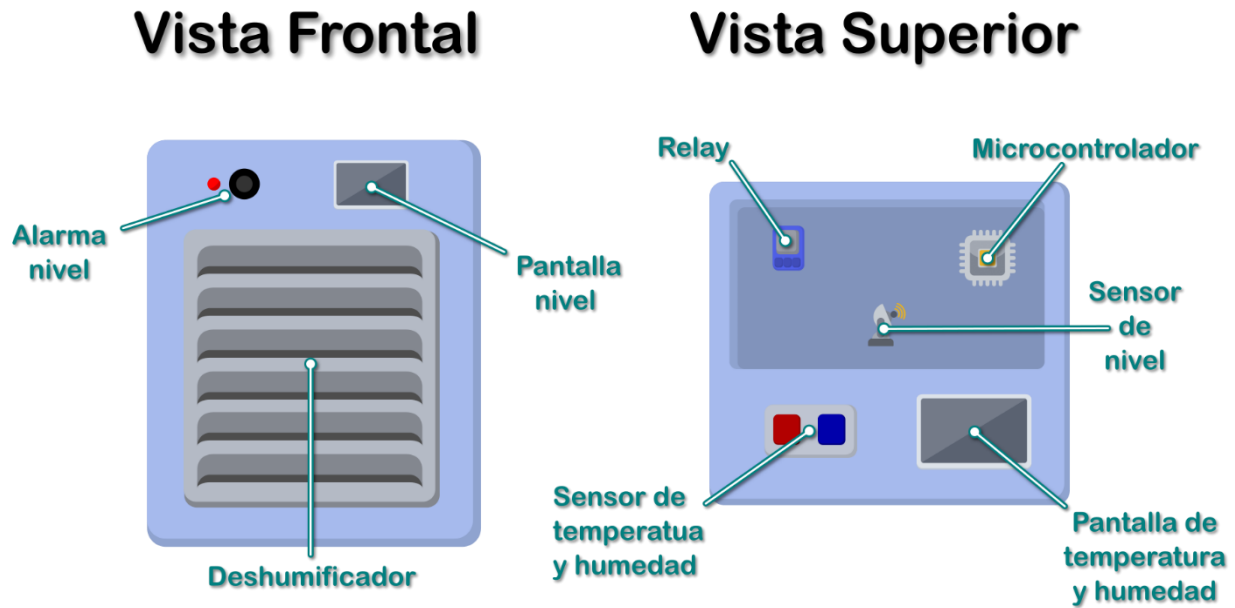 Vista Frontal
Alarma
nivel
Pantalla
nivel
Deshumificador
Vista Superior
Relay
Microcontrolador
Sensor
de
nivel
Sensor de
temperatua
y humedad
Pantalla de
temperatura
y humedad